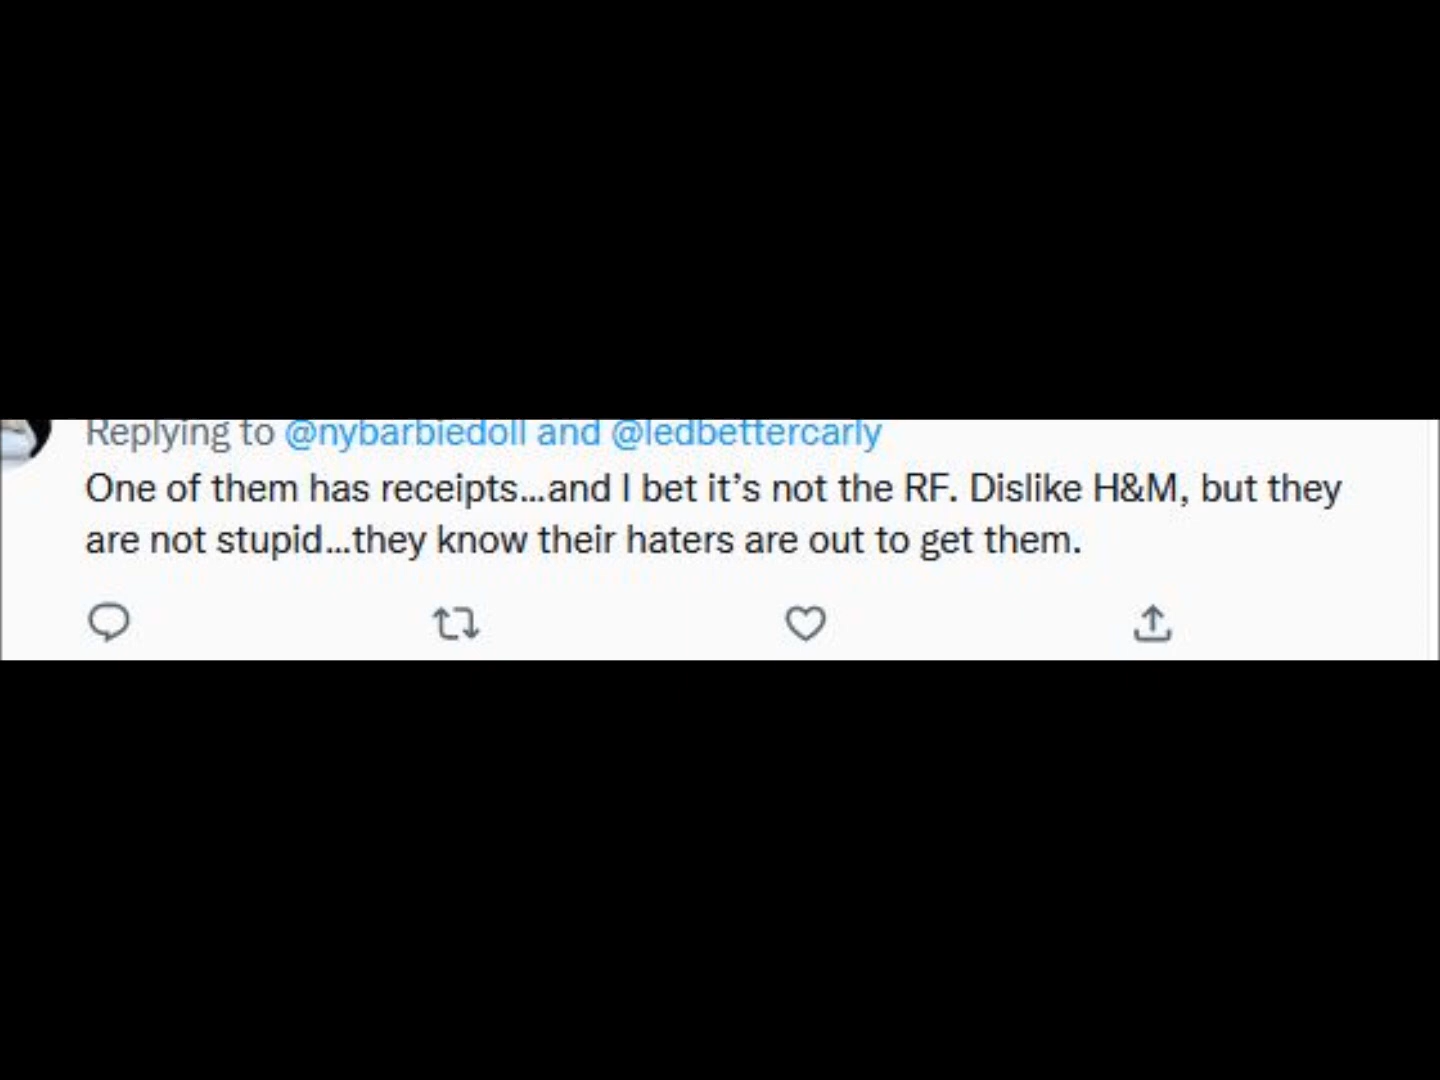 Replying to @nybarbiedoll and @ledbettercarly
One of them has receipts...and I bet it’s not the RF. Dislike H&M, but they
are not stupid...they know their haters are out to get them.